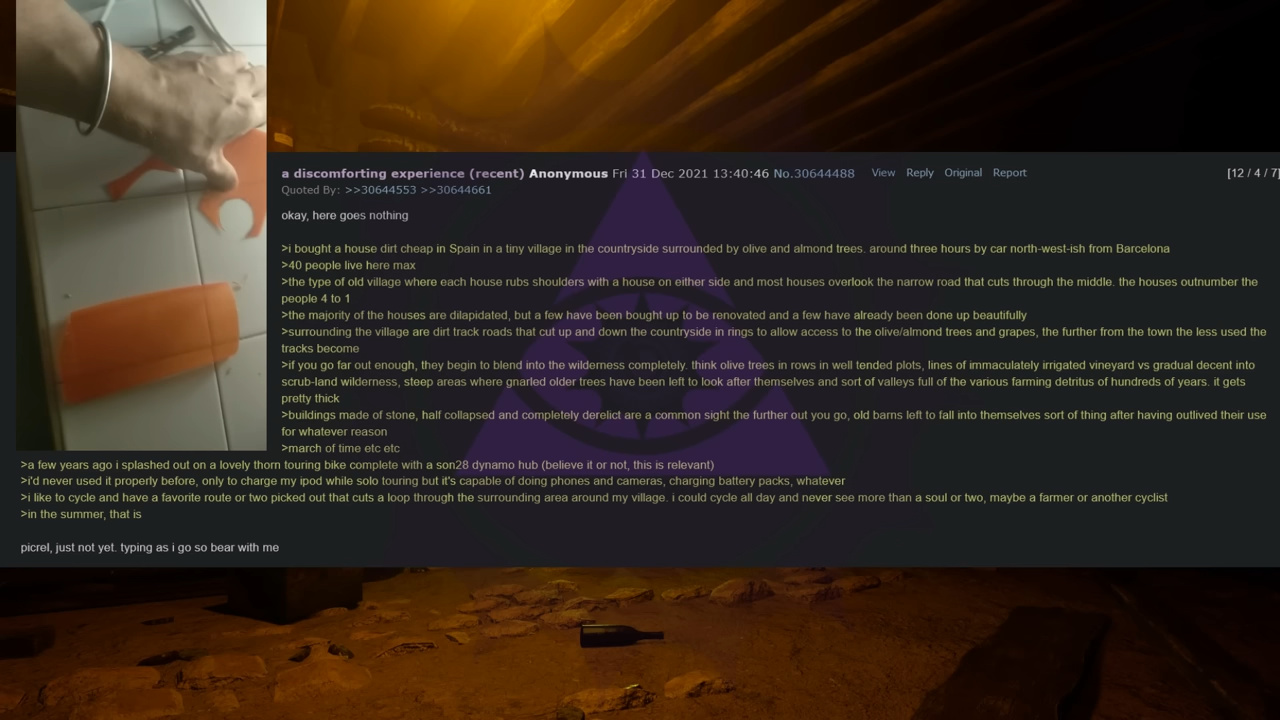 a discomforting experience (recent) Anonymous Fri 31 Dec 2021 13:40:46 No.30644488 View Reply Original Report [12 / 4 / 7]
Quoted By: >>30644553 >>30644661
okay, here goes nothing
>i bought a house dirt cheap in Spain in a tiny village in the countryside surrounded by olive and almond trees. around three hours by car north-west-ish from Barcelona
>40 people live here max
>the type of old village where each house rubs shoulders with a house on either side and most houses overlook the narrow road that cuts through the middle. the houses outnumber the
people 4 to 1
>the majority of the houses are dilapidated, but a few have been bought up to be renovated and a few have already been done up beautifully
>surrounding the village are dirt track roads that cut up and down the countryside in rings to allow access to the olive/almond trees and grapes, the further from the town the less used the
tracks become
>if you go far out enough, they begin to blend into the wilderness completely. think olive trees in rows in well tended plots, lines of immaculately irrigated vineyard vs gradual decent into
scrub-land wilderness, steep areas where gnarled older trees have been left to look after themselves and sort of valleys full of the various farming detritus of hundreds of years. it gets
pretty thick
>buildings made of stone, half collapsed and completely derelict are a common sight the further out you go, old barns left to fall into themselves sort of thing after having outlived their use
for whatever reason
>march of time etc etc
>a few years ago i splashed out on a lovely thorn touring bike complete with a son28 dynamo hub (believe it or not, this is relevant)
>i'd never used it properly before, only to charge my ipod while solo touring but it's capable of doing phones and cameras, charging battery packs, whatever
>i like to cycle and have a favorite route or two picked out that cuts a loop through the surrounding area around my village. i could cycle all day and never see more than a soul or two, maybe a farmer or another cyclist
>in the summer, that is
picrel, just not yet. typing as i go so bear with me